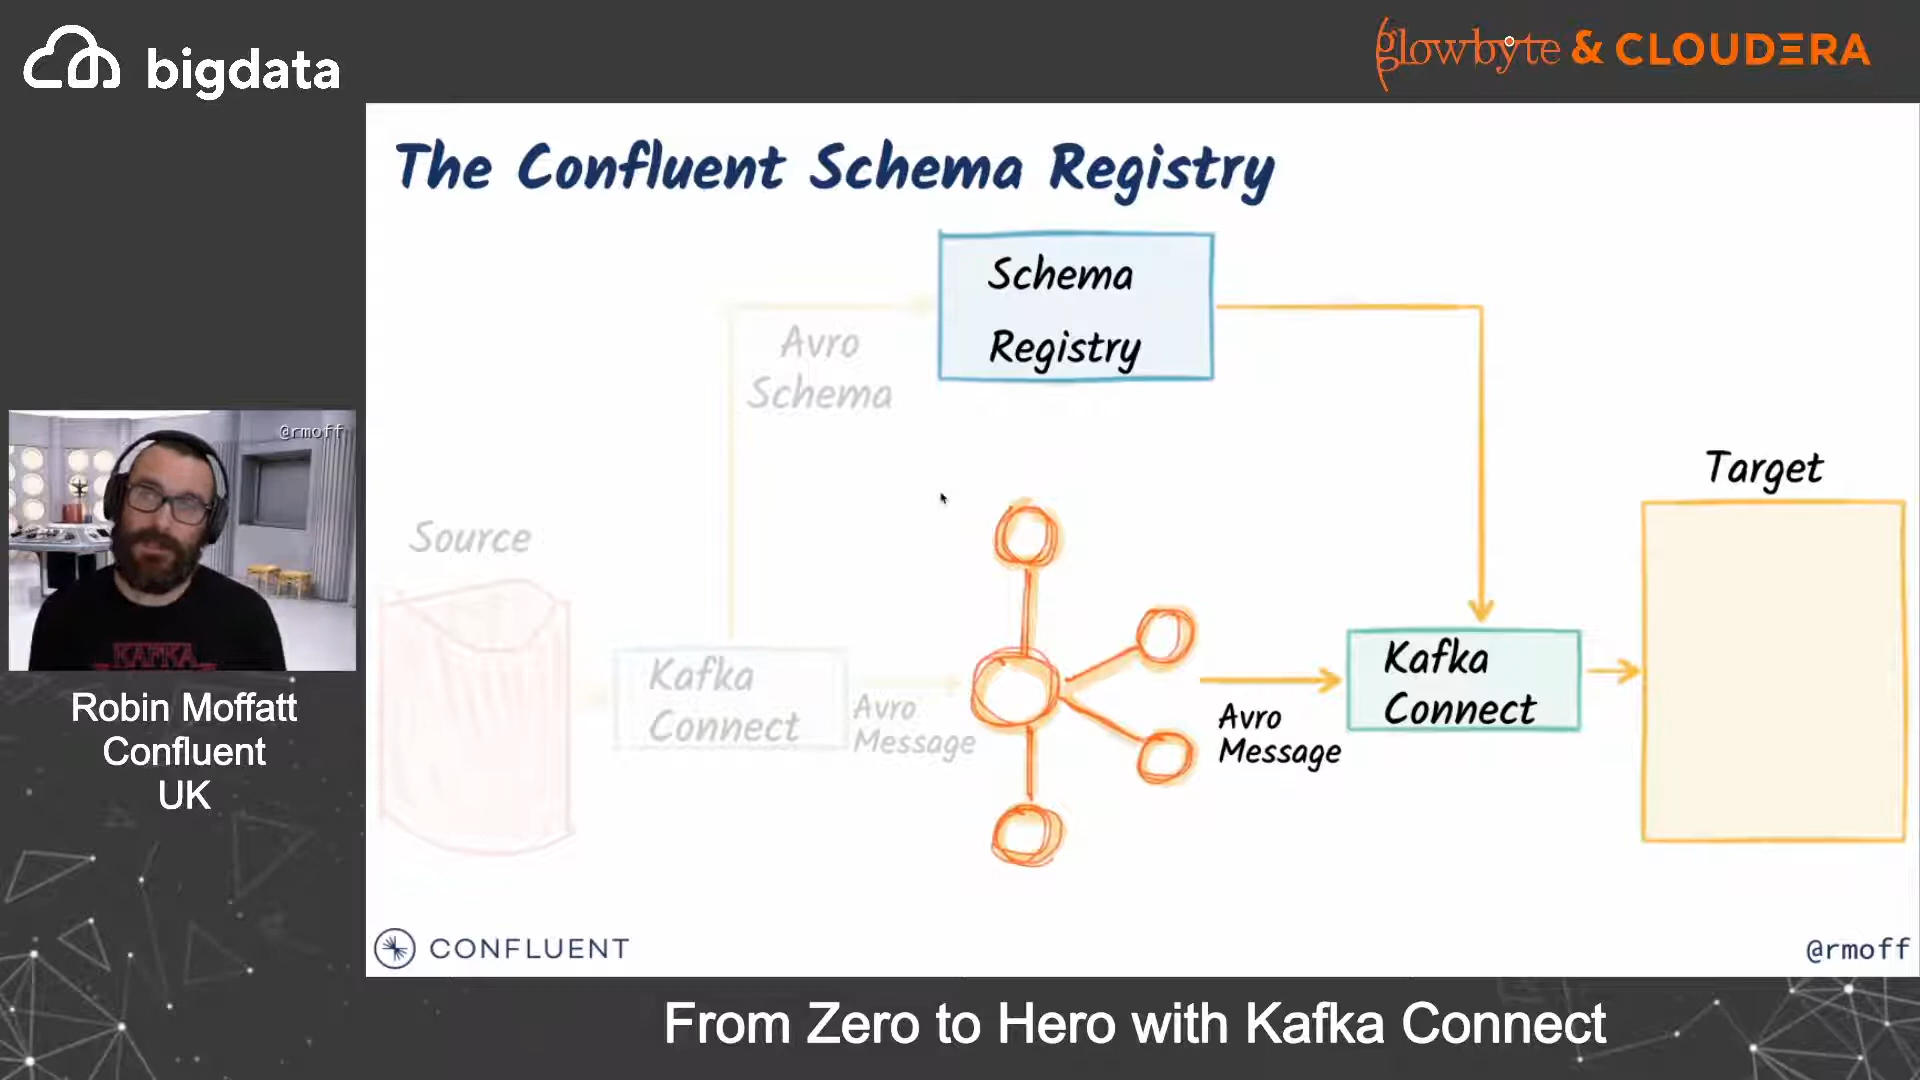 bigdata
glowbyte & CLOUDERA
The Confluent Schema Registry
Schema
Registry
Avro
Schema
Target
Source
@rmoff
KAFKA
Kafka
Connect
Avro
Message
Avro
Message
Kafka
Connect
Robin Moffatt
Confluent
UK
CONFLUENT
@rmoff
From Zero to Hero with Kafka Connect